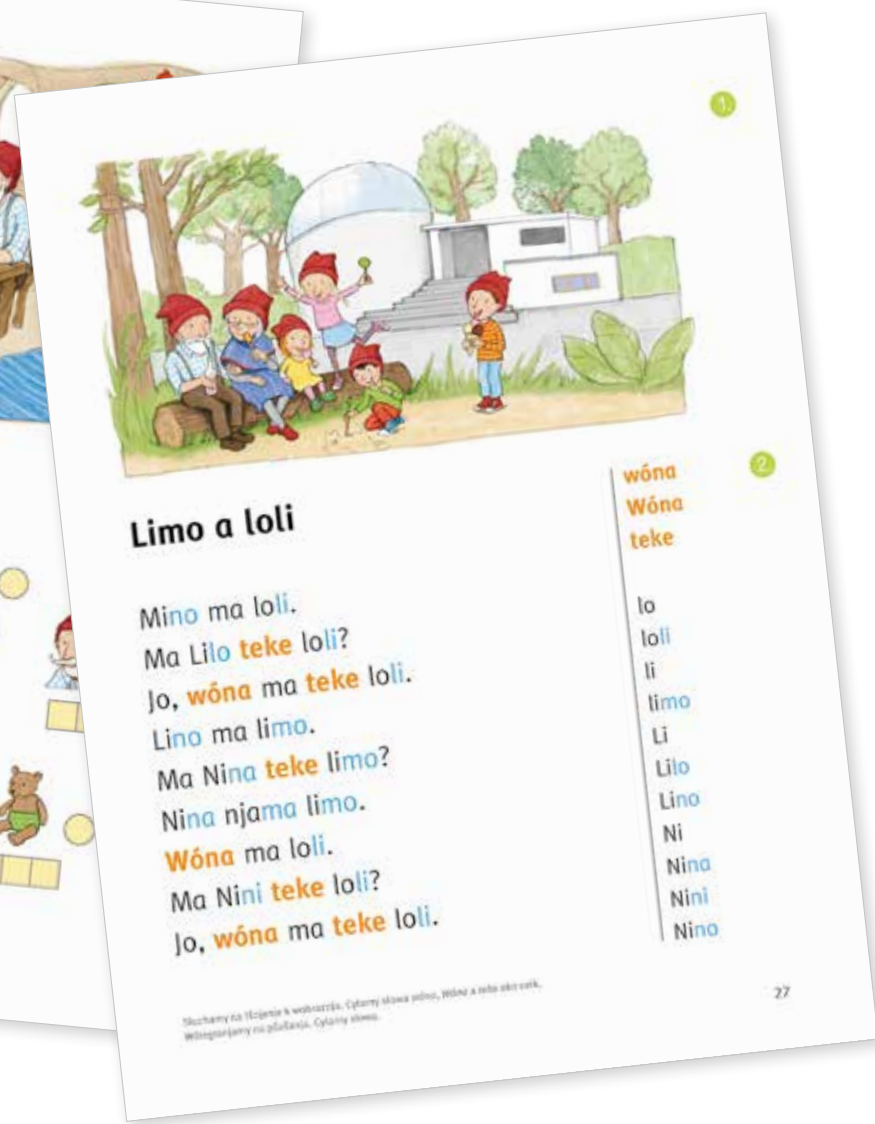 1.
Limo a loli
Mino ma loli.
Ma Lilo teke loli?
Jo, wóna ma teke loli.
Lino ma limo.
Ma Nina teke limo?
Nina njama limo.
Wóna ma loli.
Ma Nini teke loli?
Jo, wóna ma teke loli.
2.
wóna
Wóna
teke
lo
loli
li
limo
Li
Lilo
Lino
Ni
Nina
Nini
Nino
27